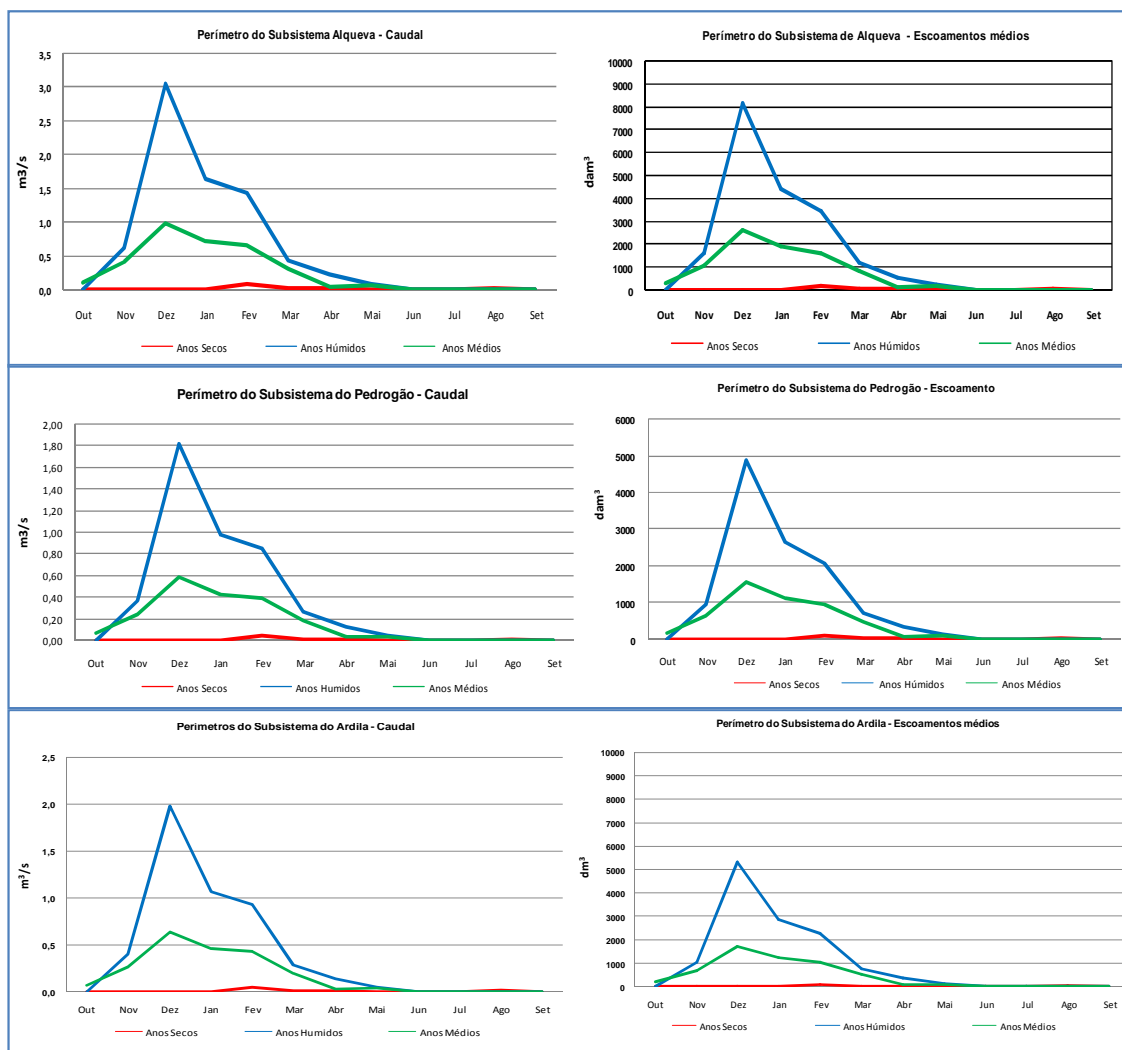 Perímetro do Subsistema Alqueva - Caudal
3,5
3,0
2,5
2,0
1,5
1,0
0,5
0,0
m3/s
Out Nov Dez Jan Fev Mar Abr Mai Jun Jul Ago Set
Anos Secos Anos Húmidos Anos Médios
Perímetro do Subsistema de Alqueva - Escoamentos médios
10000
9000
8000
7000
6000
5000
4000
3000
2000
1000
0
dam³
Out Nov Dez Jan Fev Mar Abr Mai Jun Jul Ago Set
Anos Secos Anos Húmidos Anos Médios
Perímetro do Subsistema do Pedrogão - Caudal
2,00
1,80
1,60
1,40
1,20
1,00
0,80
0,60
0,40
0,20
0,00
m3/s
Out Nov Dez Jan Fev Mar Abr Mai Jun Jul Ago Set
Anos Secos Anos Humidos Anos Médios
Perímetro do Subsistema do Pedrogão - Escoamento
6000
5000
4000
3000
2000
1000
0
dam³
Out Nov Dez Jan Fev Mar Abr Mai Jun Jul Ago Set
Anos Secos Anos Húmidos Anos Médios
Perimetros do Subsistema do Ardila - Caudal
2,5
2,0
1,5
1,0
0,5
0,0
m³/s
Out Nov Dez Jan Fev Mar Abr Mai Jun Jul Ago Set
Anos Secos Anos Humidos Anos Médios
Perímetro do Subsistema do Ardila - Escoamentos médios
10000
9000
8000
7000
6000
5000
4000
3000
2000
1000
0
dm³
Out Nov Dez Jan Fev Mar Abr Mai Jun Jul Ago Set
Anos Secos Anos Húmidos Anos Médios